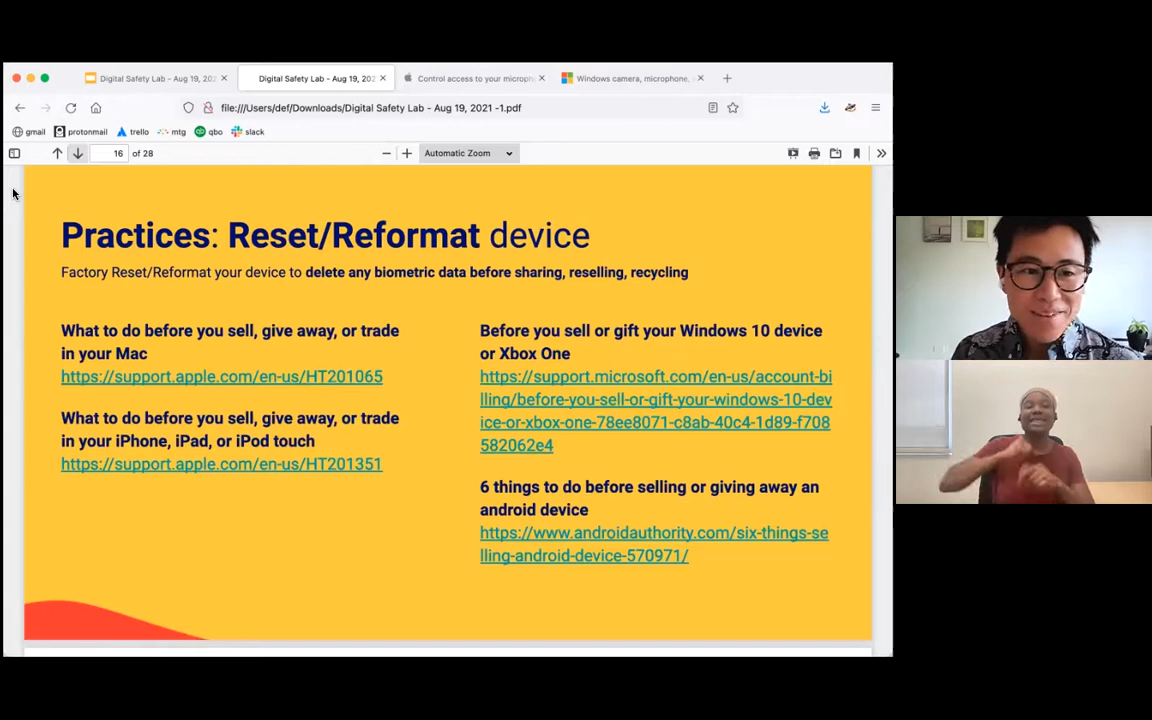 Digital Safety Lab - Aug 19, 202
Digital Safety Lab - Aug 19, 202
Control access to your microph
Windows camera, microphone,
file:///Users/def/Downloads/Digital Safety Lab - Aug 19, 2021 -1.pdf
gmail
protonmail
trello
mtg
qbo
slack
16 of 28
Automatic Zoom
Practices: Reset/Reformat device
Factory Reset/Reformat your device to delete any biometric data before sharing, reselling, recycling
What to do before you sell, give away, or trade
in your Mac
https://support.apple.com/en-us/HT201065
What to do before you sell, give away, or trade
in your iPhone, iPad, or iPod touch
https://support.apple.com/en-us/HT201351
Before you sell or gift your Windows 10 device
or Xbox One
https://support.microsoft.com/en-us/account-bi
lling/before-you-sell-or-gift-your-windows-10-dev
ice-or-xbox-one-78ee8071-c8ab-40c4-1d89-f708
582062e4
6 things to do before selling or giving away an
android device
https://www.androidauthority.com/six-things-se
lling-android-device-570971/